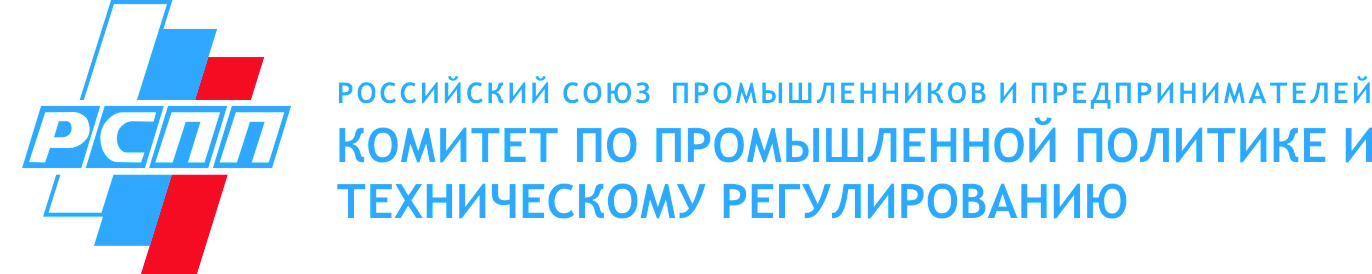 РСПП
РОССИЙСКИЙ СОЮЗ ПРОМЫШЛЕННИКОВ И ПРЕДПРИНИМАТЕЛЕЙ
КОМИТЕТ ПО ПРОМЫШЛЕННОЙ ПОЛИТИКЕ И
ТЕХНИЧЕСКОМУ РЕГУЛИРОВАНИЮ